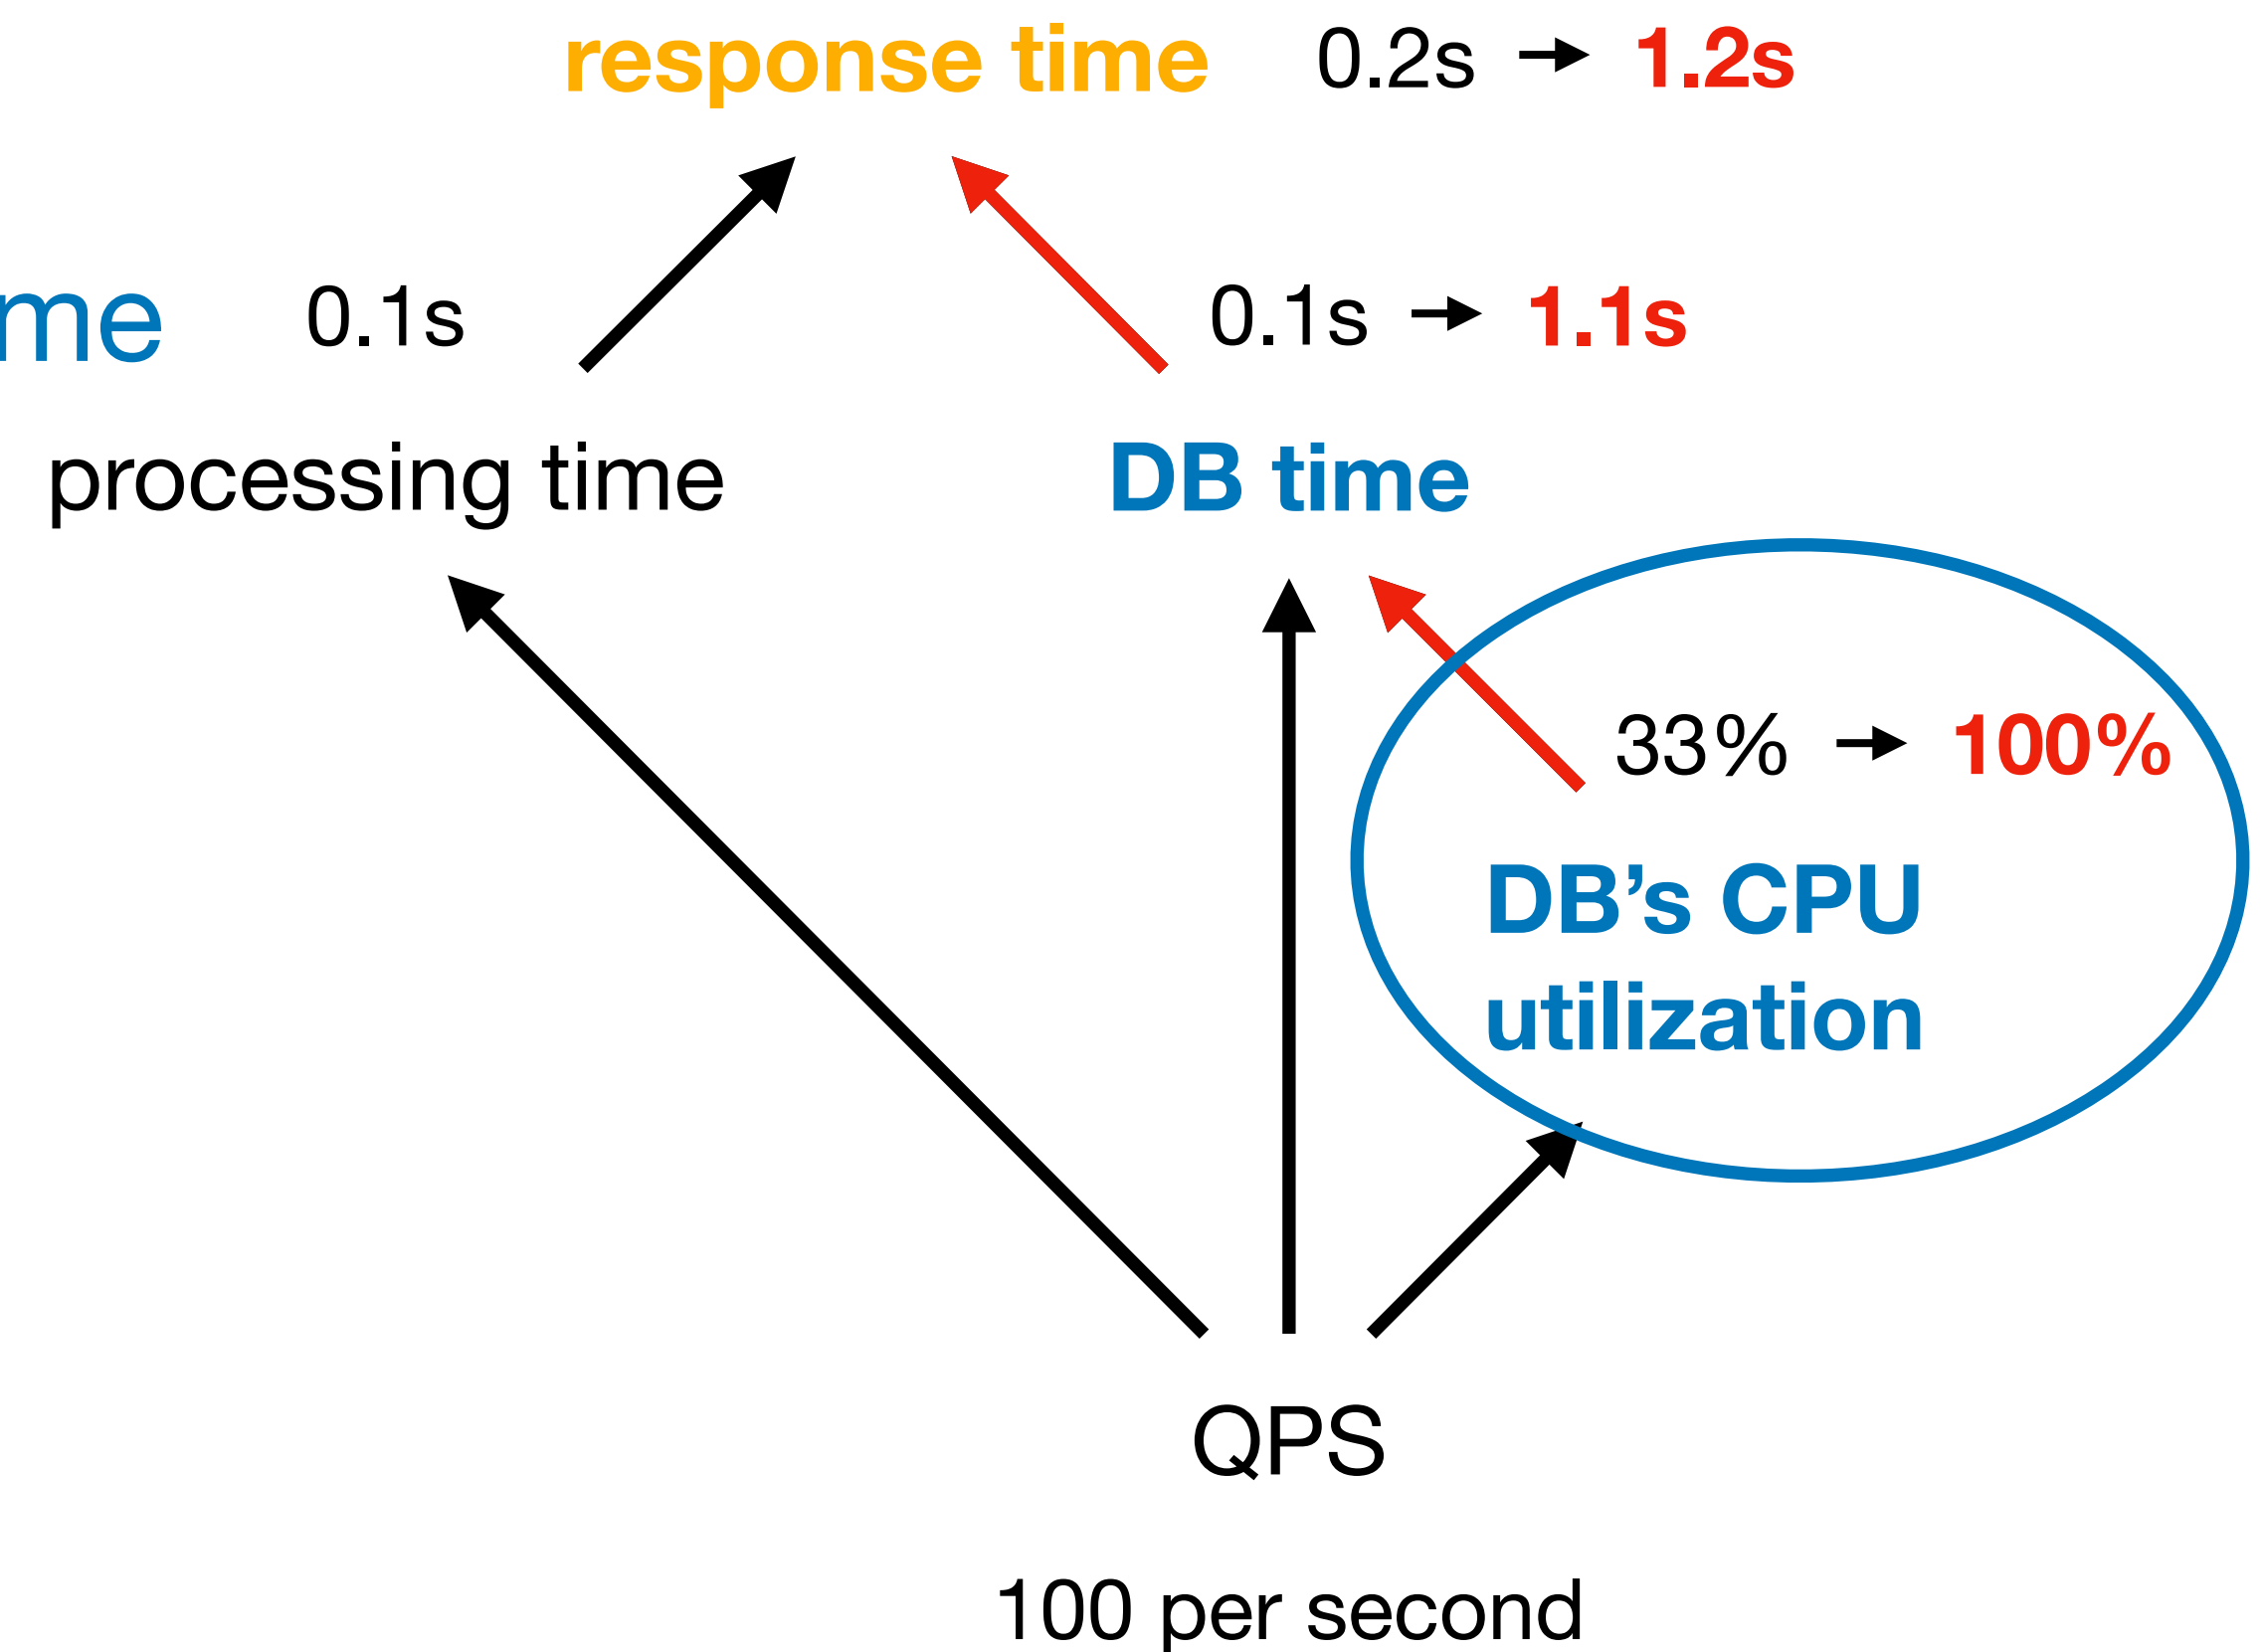 response time 0.2s 1.2s
me 0.1s 0.1s 1.1s
processing time DB time
33% 100%
DB’s CPU
utilization
QPS
100 per second